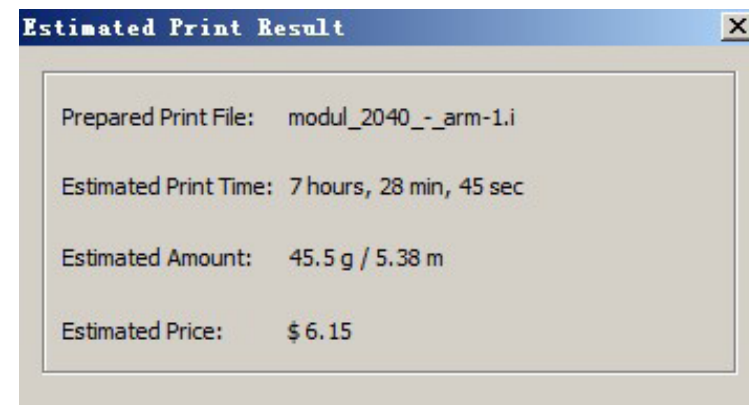 Estimated Print Result
Prepared Print File: modul_2040_-_arm-1.i
Estimated Print Time: 7 hours, 28 min, 45 sec
Estimated Amount: 45.5 g / 5.38 m
Estimated Price: $ 6.15